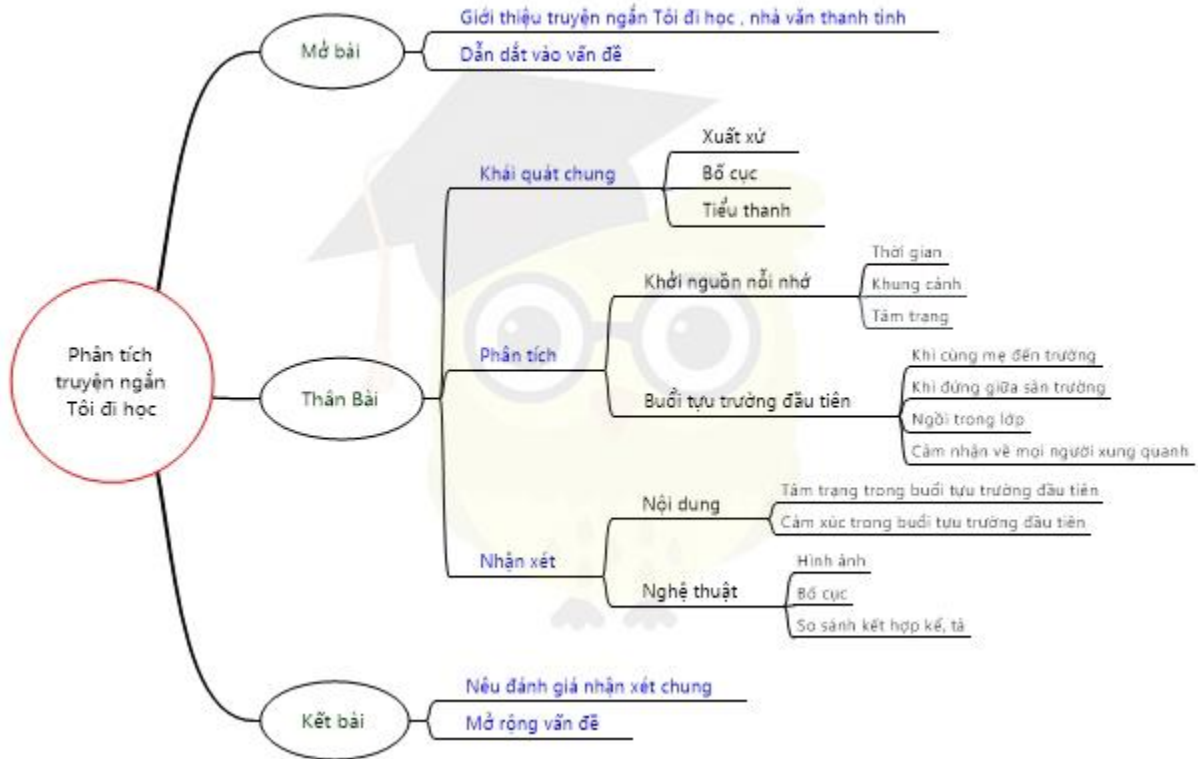 Phân tích
truyện ngắn
Tôi đi học
Mở bài
Giới thiệu truyện ngắn Tôi đi học , nhà văn thanh tình
Dẫn dắt vào vấn đề
Thân Bài
Khái quát chung
Xuất xứ
Bố cục
Tiểu thanh
Phân tích
Khởi nguồn nỗi nhớ
Thời gian
Khung cảnh
Tâm trạng
Buổi tựu trường đầu tiên
Khi cùng mẹ đến trường
Khi đứng giữa sân trường
Ngồi trong lớp
Cảm nhận về mọi người xung quanh
Nhận xét
Nội dung
Tâm trạng trong buổi tựu trường đầu tiên
Cảm xúc trong buổi tựu trường đầu tiên
Nghệ thuật
Hình ảnh
Bố cục
So sánh kết hợp kể, tả
Kết bài
Nêu đánh giá nhận xét chung
Mở rộng vấn đề